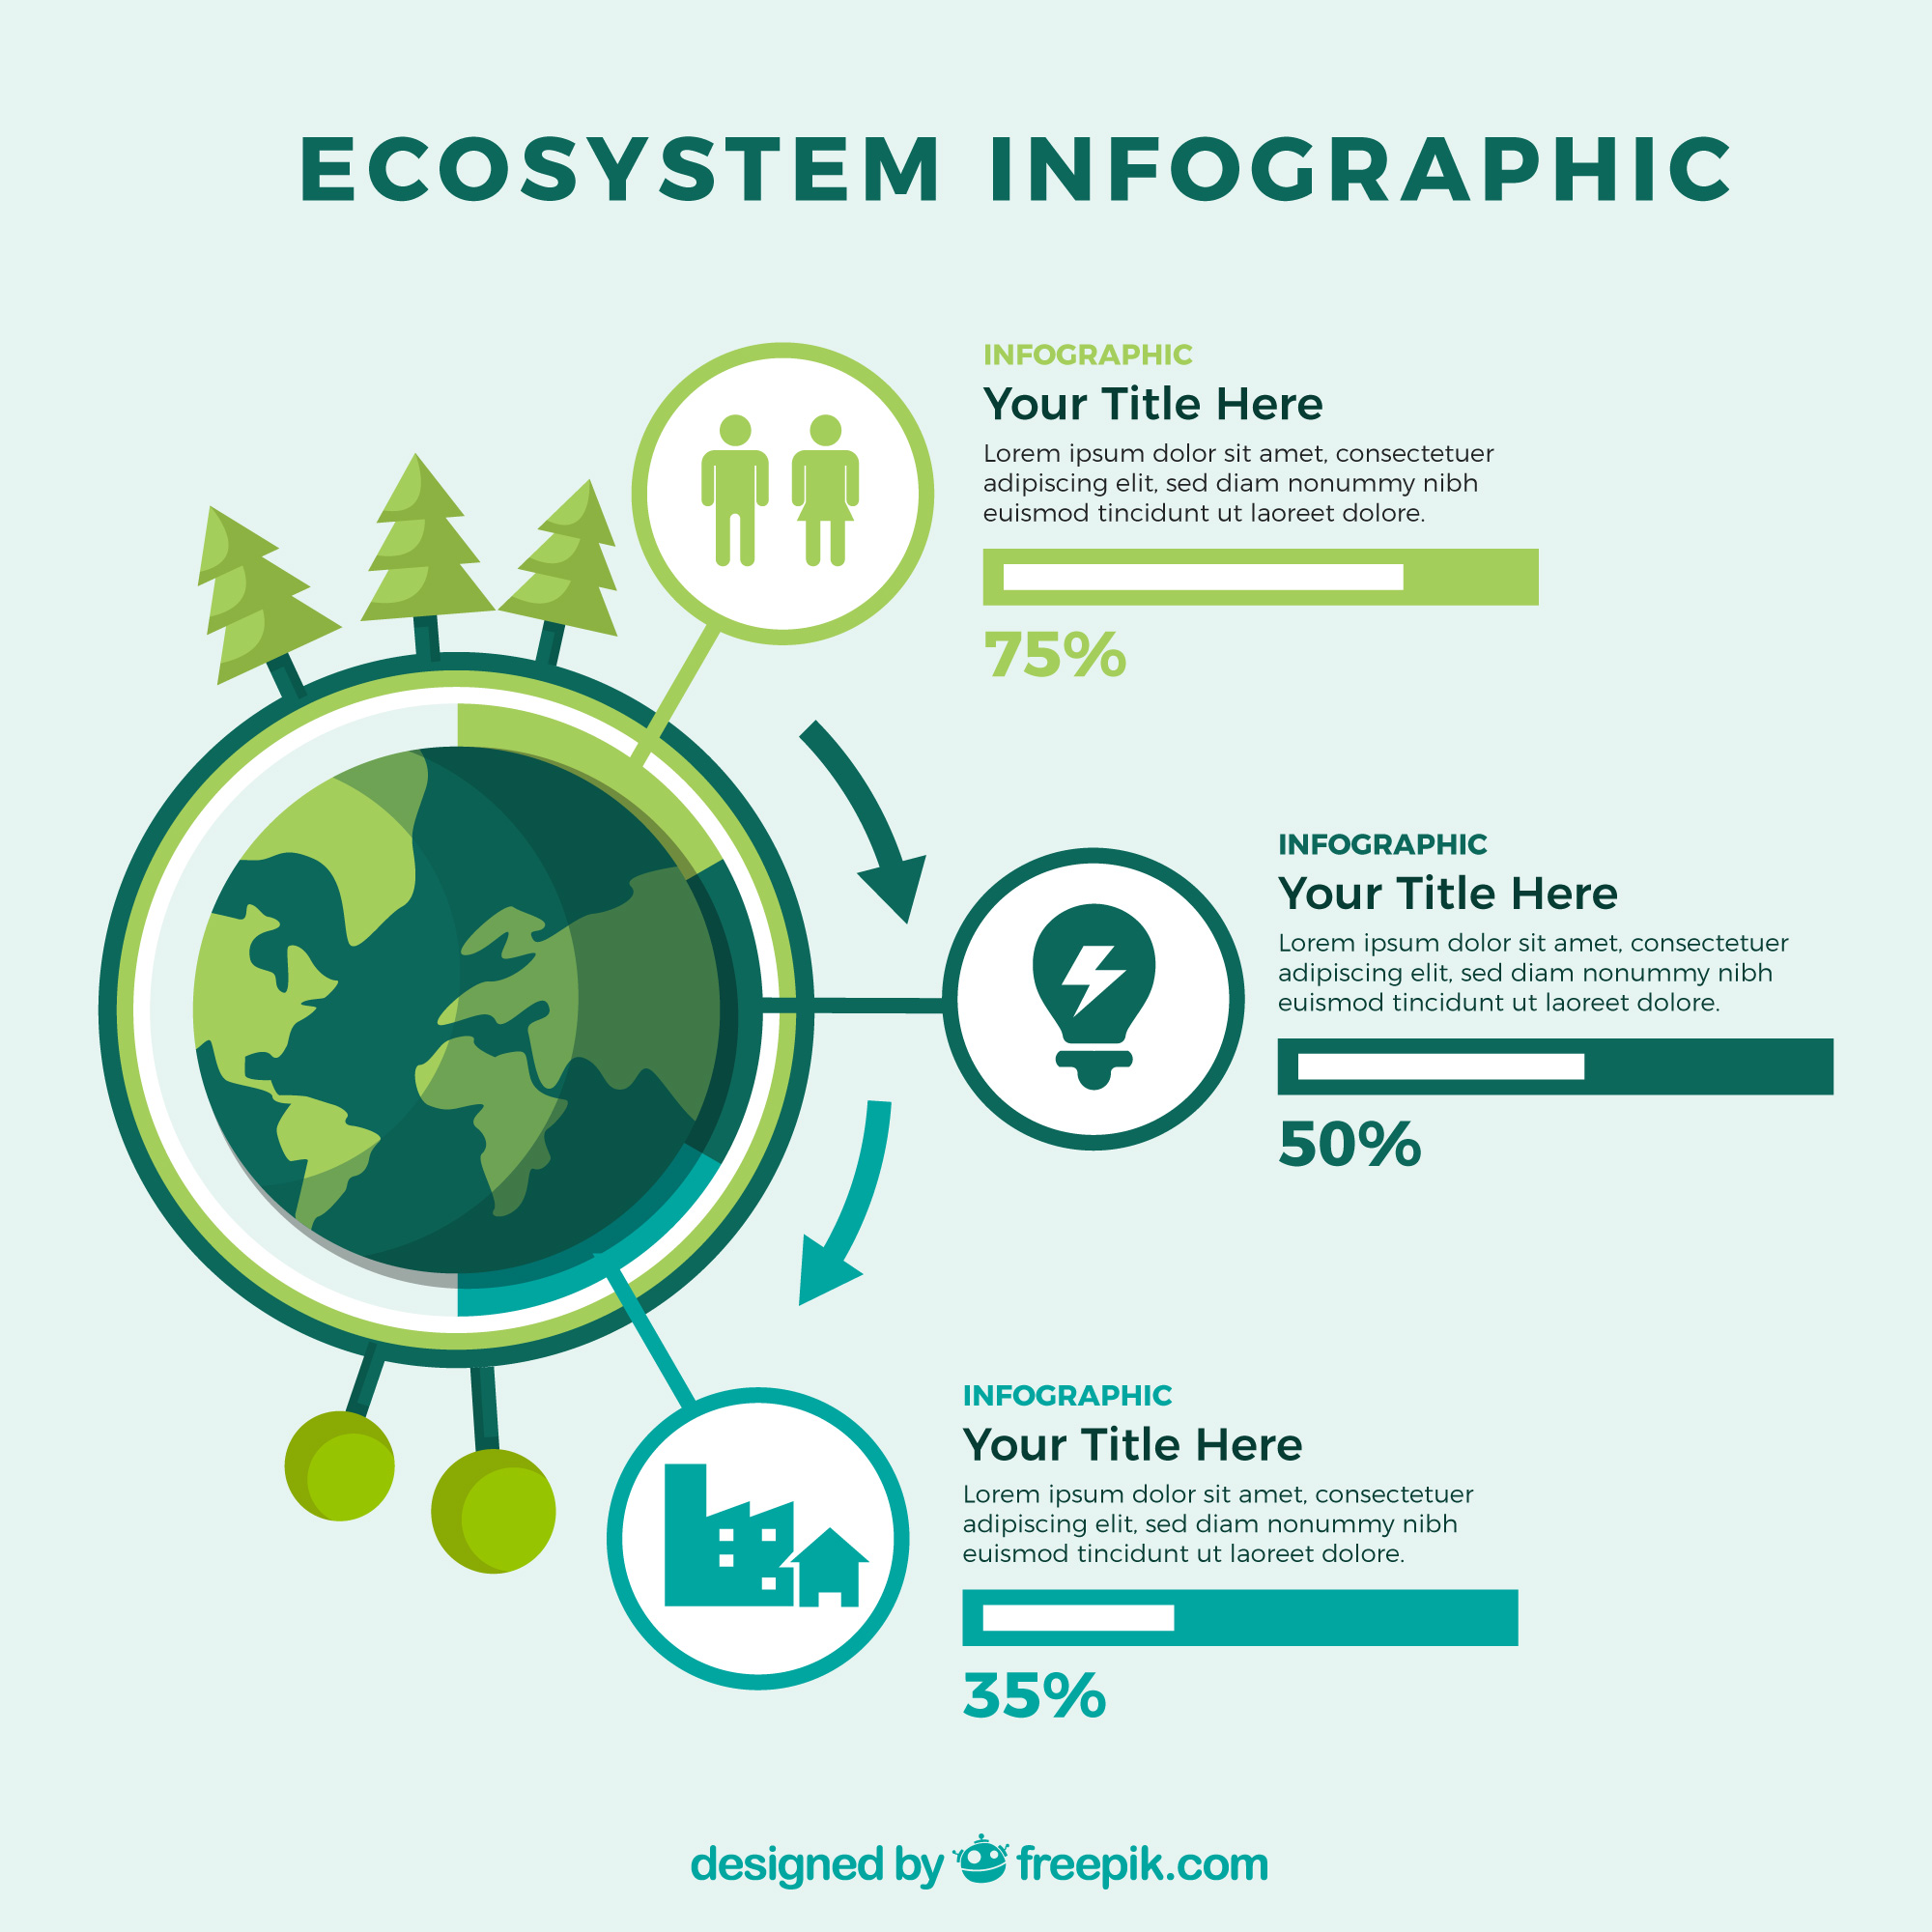 ECOSYSTEM INFOGRAPHIC
INFOGRAPHIC
Your Title Here
Lorem ipsum dolor sit amet, consectetuer
adipiscing elit, sed diam nonummy nibh
euismod tincidunt ut laoreet dolore.
75%
INFOGRAPHIC
Your Title Here
Lorem ipsum dolor sit amet, consectetuer
adipiscing elit, sed diam nonummy nibh
euismod tincidunt ut laoreet dolore.
50%
INFOGRAPHIC
Your Title Here
Lorem ipsum dolor sit amet, consectetuer
adipiscing elit, sed diam nonummy nibh
euismod tincidunt ut laoreet dolore.
35%
designed by freepik.com